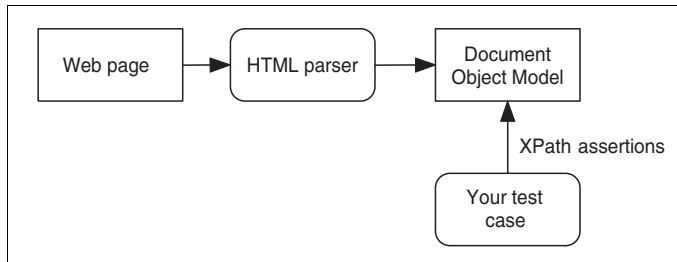 Web page
HTML parser
Document
Object Model
XPath assertions
Your test
case